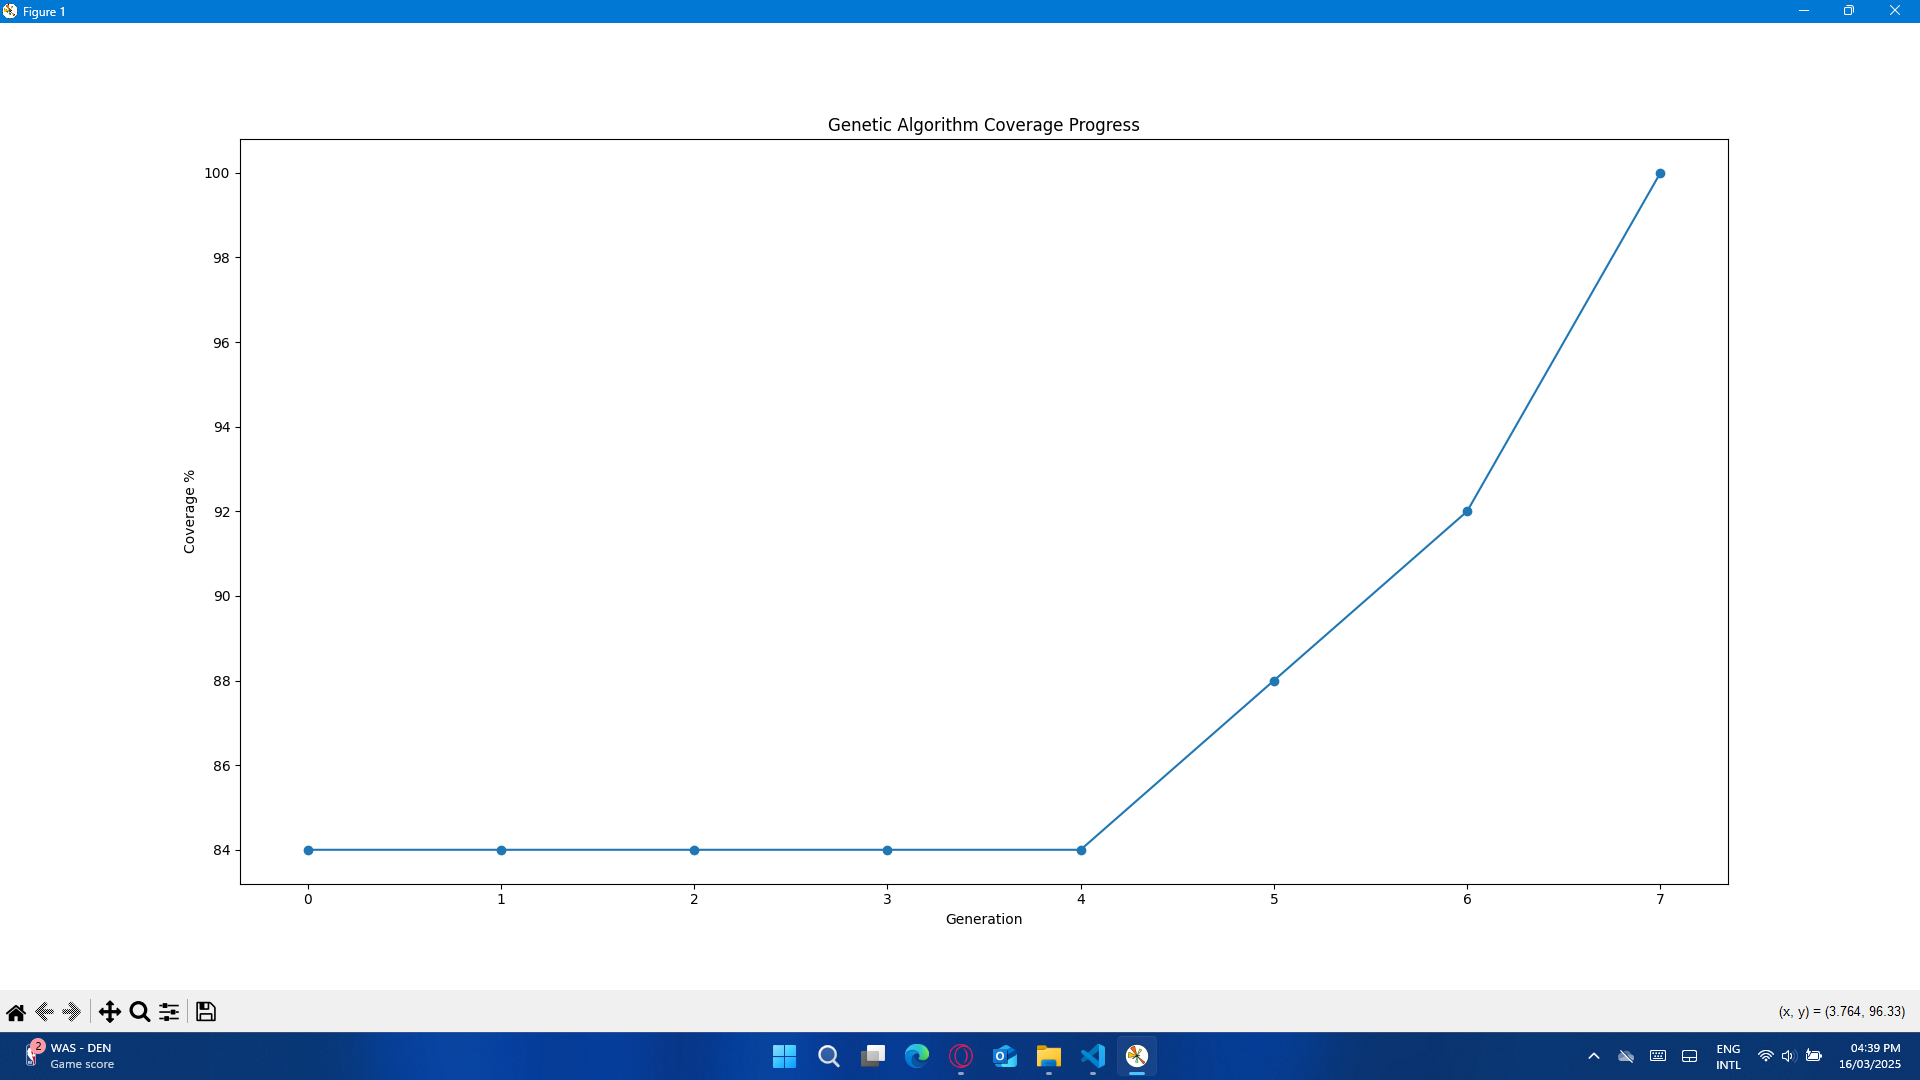 Figure 1
Genetic Algorithm Coverage Progress
100
98
96
94
92
90
88
86
84
Coverage %
0 1 2 3 4 5 6 7
Generation
(x, y) = (3.764, 96.33)
2
WAS - DEN
Game score
ENG
INTL
04:39 PM
16/03/2025